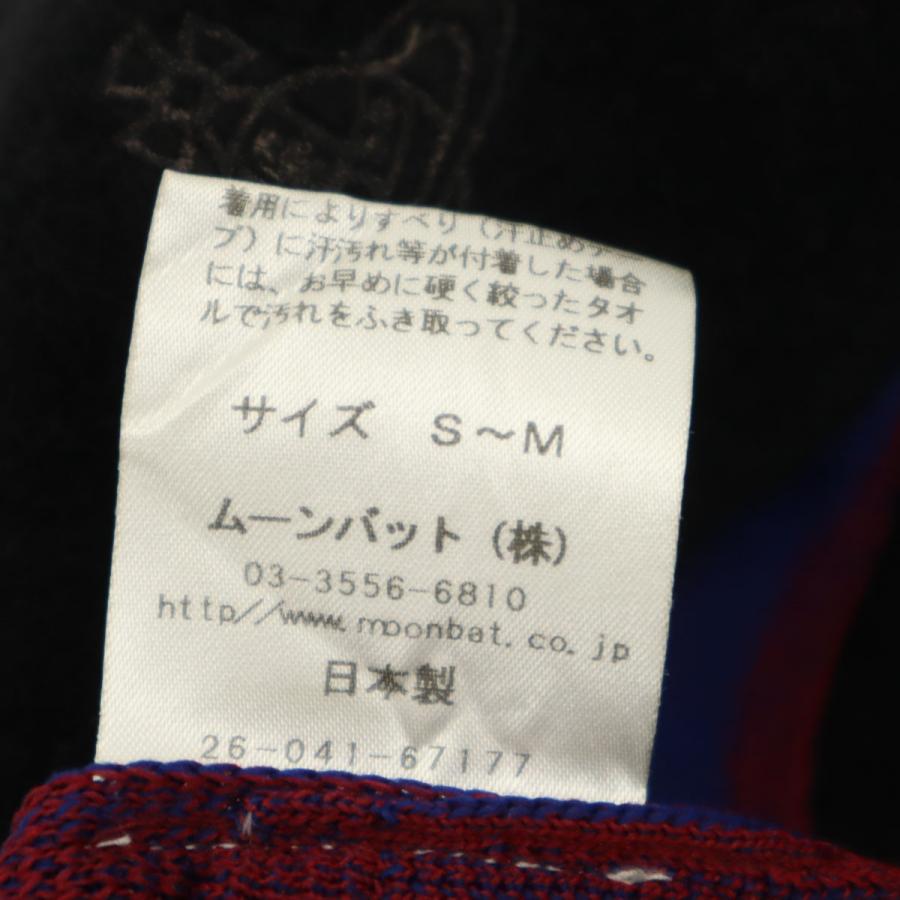 着用によりすべり（汗止めテー
プ）に汗汚れ等が付着した場合
には、お早めに硬く絞ったタオ
ルで汚れをふき取ってください。
サイズ　S～M
ムーンバット（株）
03-3556-6810
http//www.moonbat.co.jp
日本製
26-041-67177